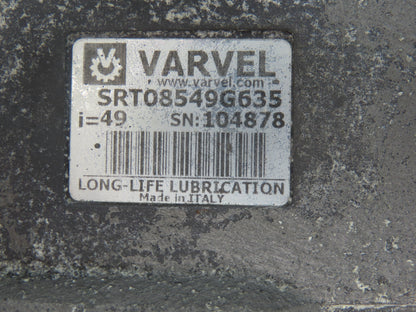 VARVEL
www.varvel.com
SRT08549G635
i=49 SN:104878
LONG-LIFE LUBRICATION
Made in ITALY